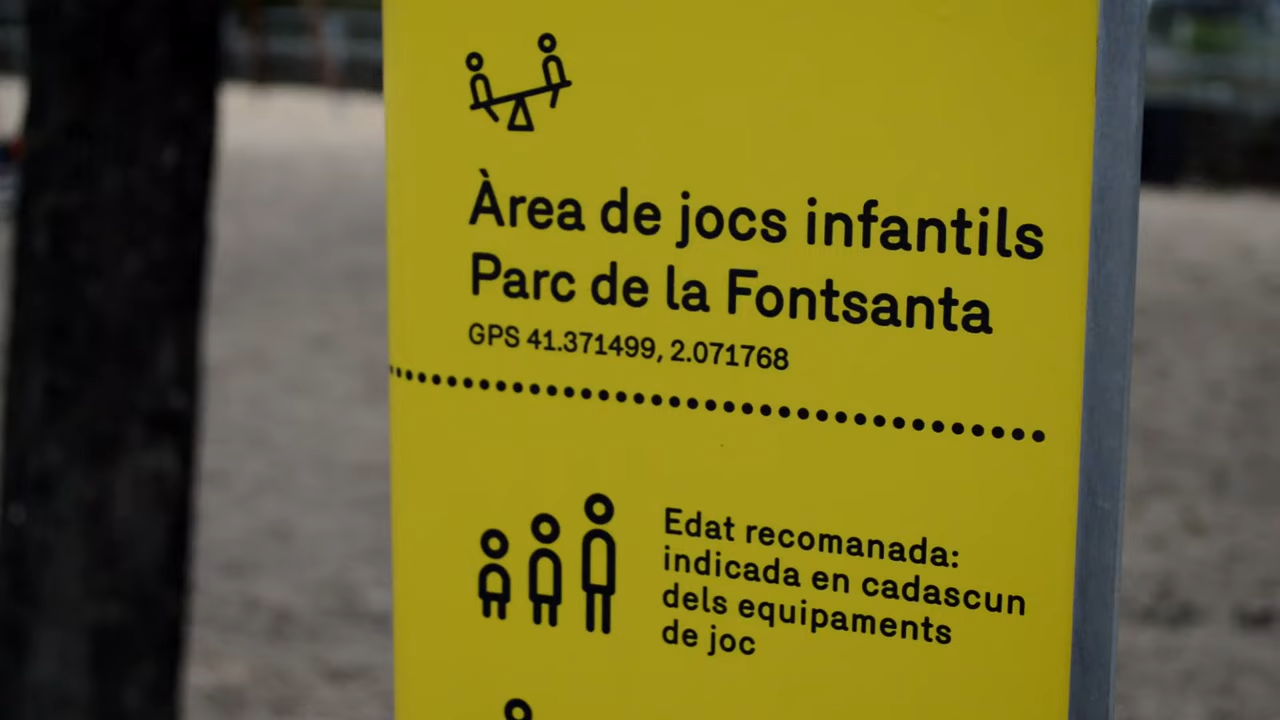 Àrea de jocs infantils
Parc de la Fontsanta
GPS 41.371499, 2.071768
Edat recomanada:
indicada en cadascun
dels equipaments
de joc